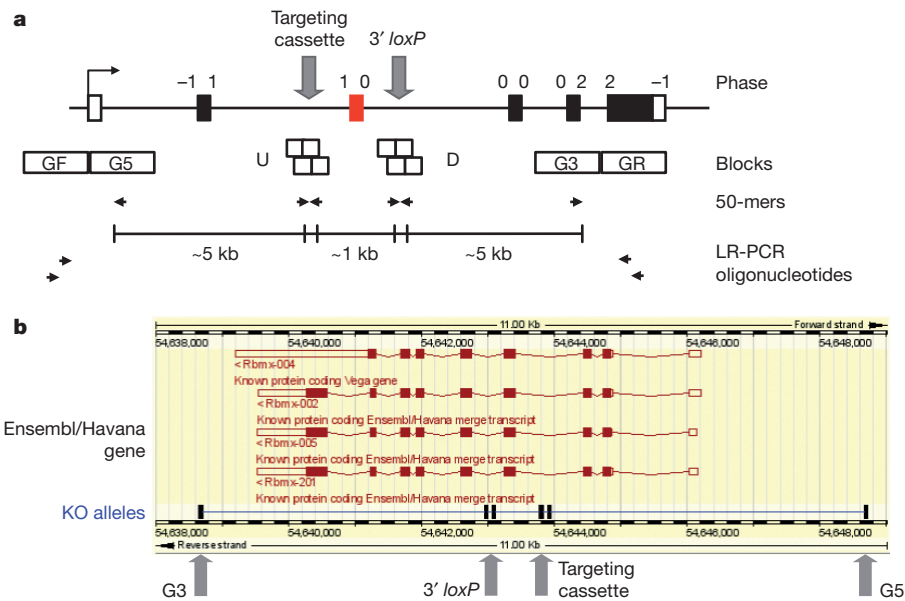 a
Targeting
cassette
3′ loxP
–1 1
1 0
0 0
0 2
2
–1
Phase
GF G5
U
D
G3 GR
Blocks
50-mers
~5 kb
~1 kb
~5 kb
LR-PCR
oligonucleotides
b
11.00 Kb
Forward strand
54,638,000 54,640,000 54,642,000 54,644,000 54,646,000 54,648,000
< Rbmx-004
Known protein coding Vega gene
< Rbmx-002
Known protein coding Ensembl/Havana merge transcript
< Rbmx-005
Known protein coding Ensembl/Havana merge transcript
< Rbmx-201
Known protein coding Ensembl/Havana merge transcript
Ensembl/Havana
gene
KO alleles
54,638,000 54,640,000 54,642,000 54,644,000 54,646,000 54,648,000
Reverse strand
11.00 Kb
G3
3′ loxP
Targeting
cassette
G5